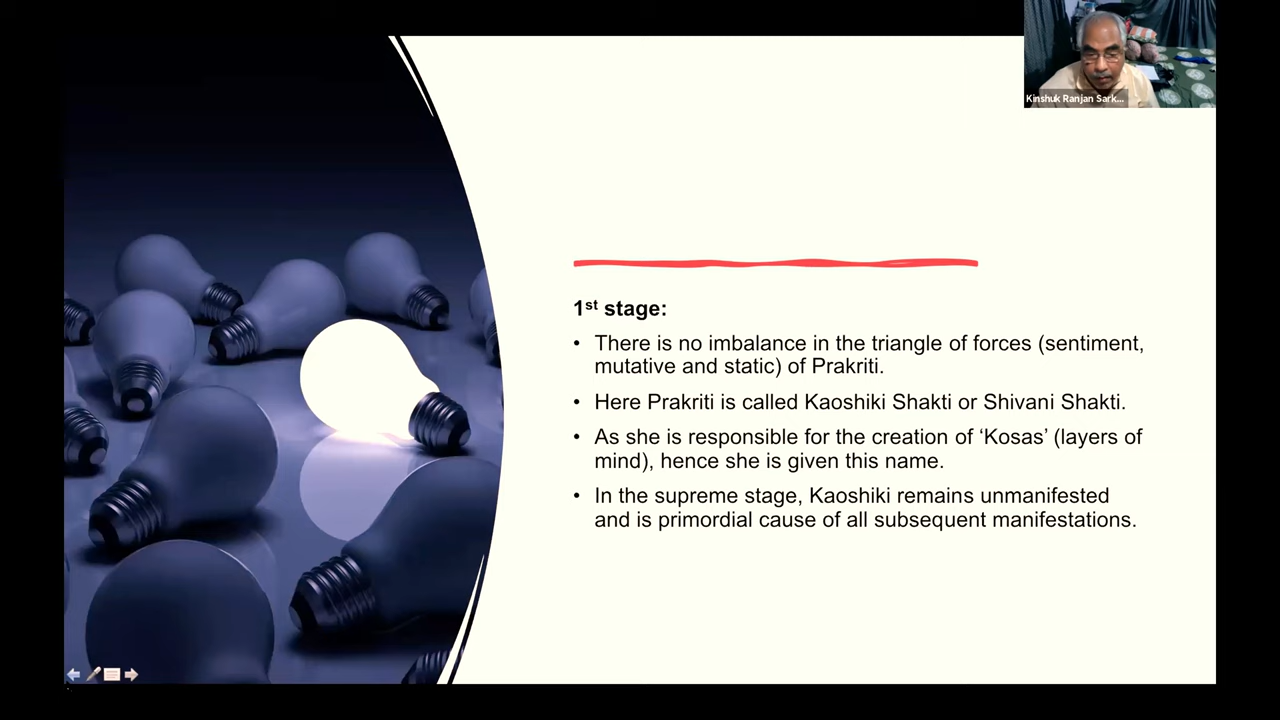 Kinshuk Ranjan Sark...
1st stage:
• There is no imbalance in the triangle of forces (sentiment,
mutative and static) of Prakriti.
• Here Prakriti is called Kaoshiki Shakti or Shivani Shakti.
• As she is responsible for the creation of ‘Kosas’ (layers of
mind), hence she is given this name.
• In the supreme stage, Kaoshiki remains unmanifested
and is primordial cause of all subsequent manifestations.